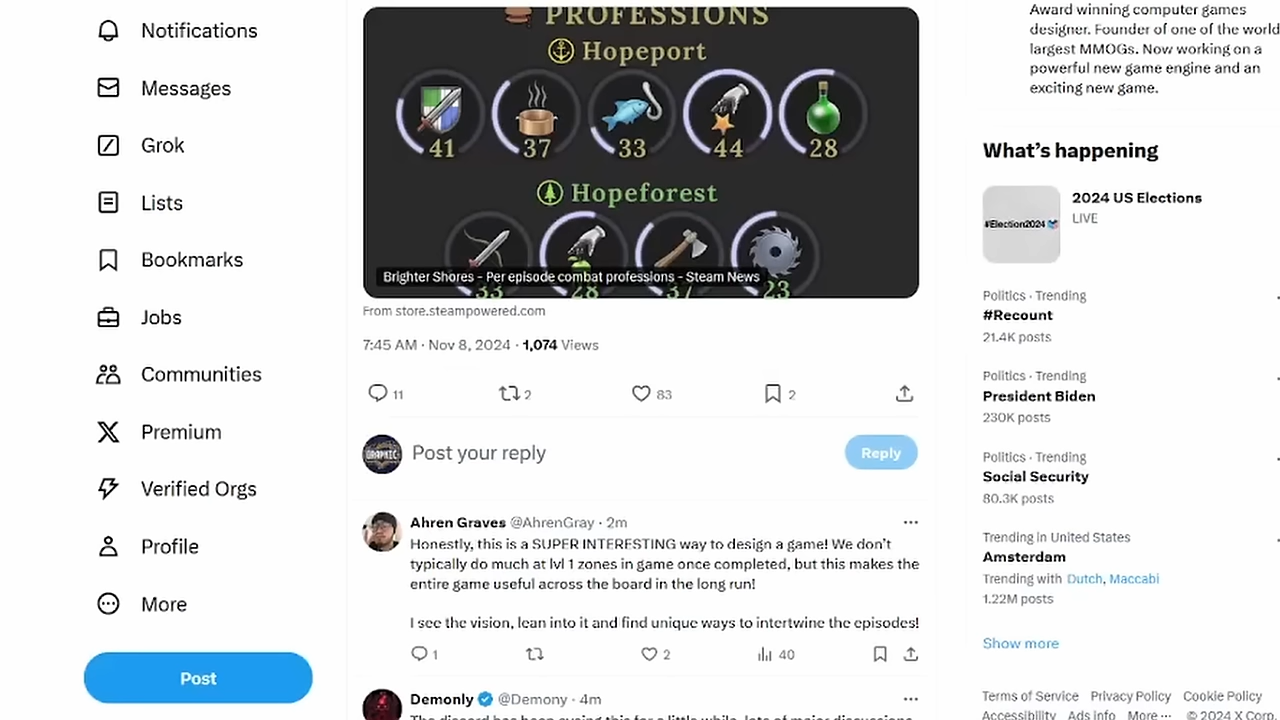 Notifications
Messages
Grok
Lists
Bookmarks
Jobs
Communities
Premium
Verified Orgs
Profile
More
Post
PROFESSIONS
Hopeport
41 37 33 44 28
Hopeforest
33 28 37 23
Brighter Shores - Per episode combat professions - Steam News
From store.steampowered.com
7:45 AM · Nov 8, 2024 · 1,074 Views
11 2 83 2
Post your reply
Reply
Ahren Graves @AhrenGray · 2m
Honestly, this is a SUPER INTERESTING way to design a game! We don't
typically do much at lvl 1 zones in game once completed, but this makes the
entire game useful across the board in the long run!
I see the vision, lean into it and find unique ways to intertwine the episodes!
1 2 40
Demonly @Demony · 4m
Award winning computer games
designer. Founder of one of the world
largest MMOGs. Now working on a
powerful new game engine and an
exciting new game.
What's happening
#Election2024
2024 US Elections
LIVE
Politics · Trending
#Recount
21.4K posts
Politics · Trending
President Biden
230K posts
Politics · Trending
Social Security
80.3K posts
Trending in United States
Amsterdam
Trending with Dutch, Maccabi
1.22M posts
Show more
Terms of Service Privacy Policy Cookie Policy
Accessibility Ads info More ··· © 2024 X Corp.